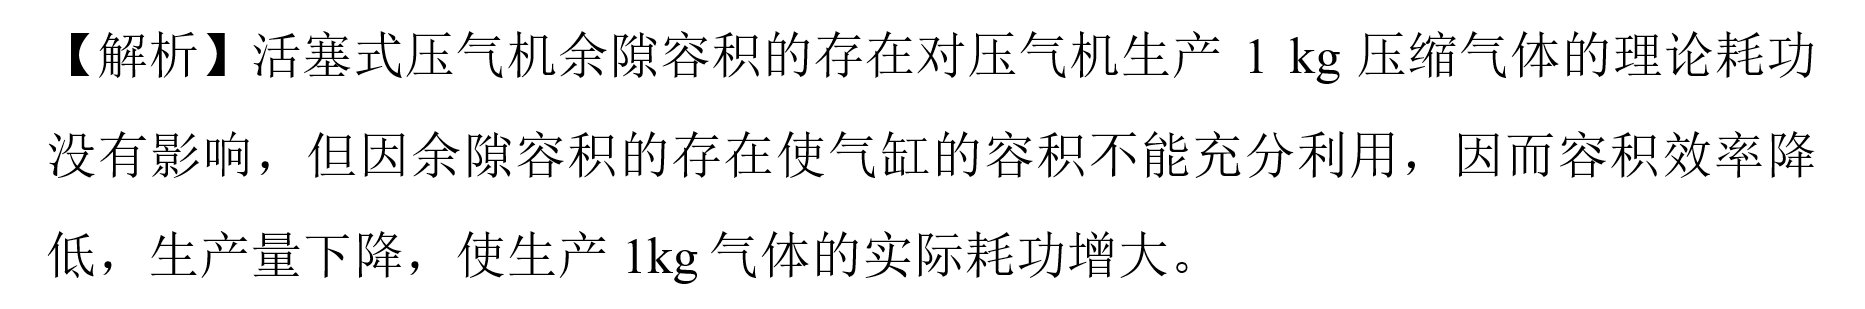 【解析】活塞式压气机余隙容积的存在对压气机生产 1 kg 压缩气体的理论耗功
没有影响，但因余隙容积的存在使气缸的容积不能充分利用，因而容积效率降
低，生产量下降，使生产 1kg 气体的实际耗功增大。